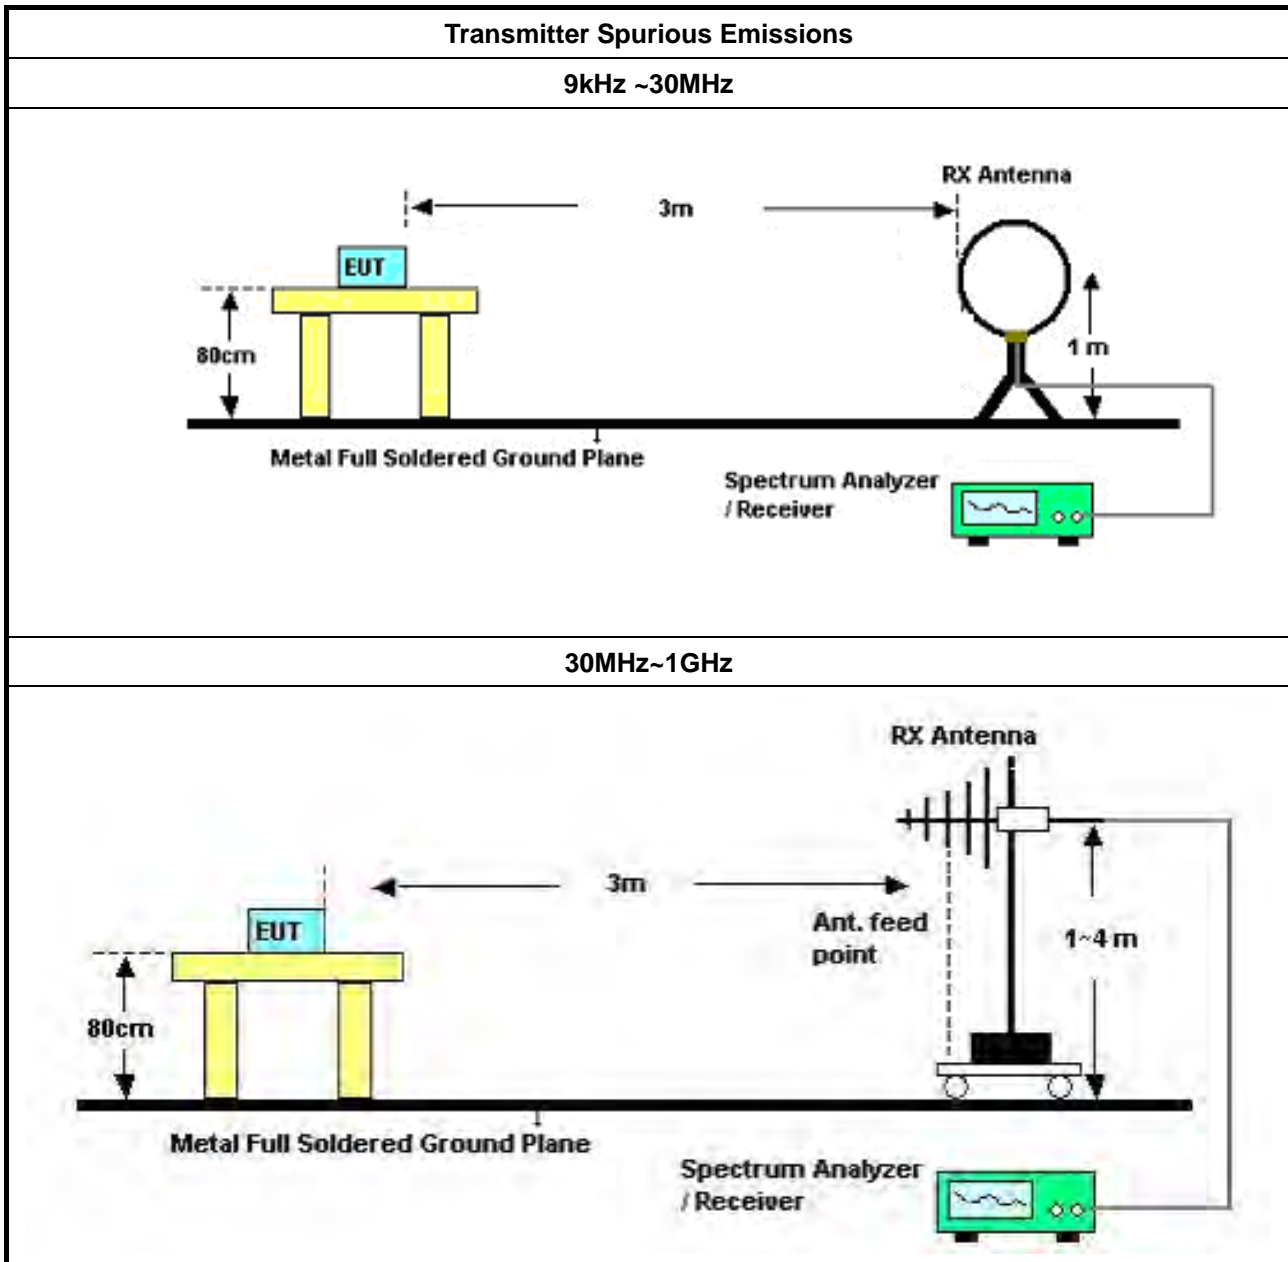 Transmitter Spurious Emissions
9kHz ~30MHz
RX Antenna
3m
EUT
80cm
1 m
Metal Full Soldered Ground Plane
Spectrum Analyzer
/ Receiver
30MHz~1GHz
RX Antenna
3m
Ant. feed
point
EUT
1~4 m
80cm
Metal Full Soldered Ground Plane
Spectrum Analyzer
/ Receiver